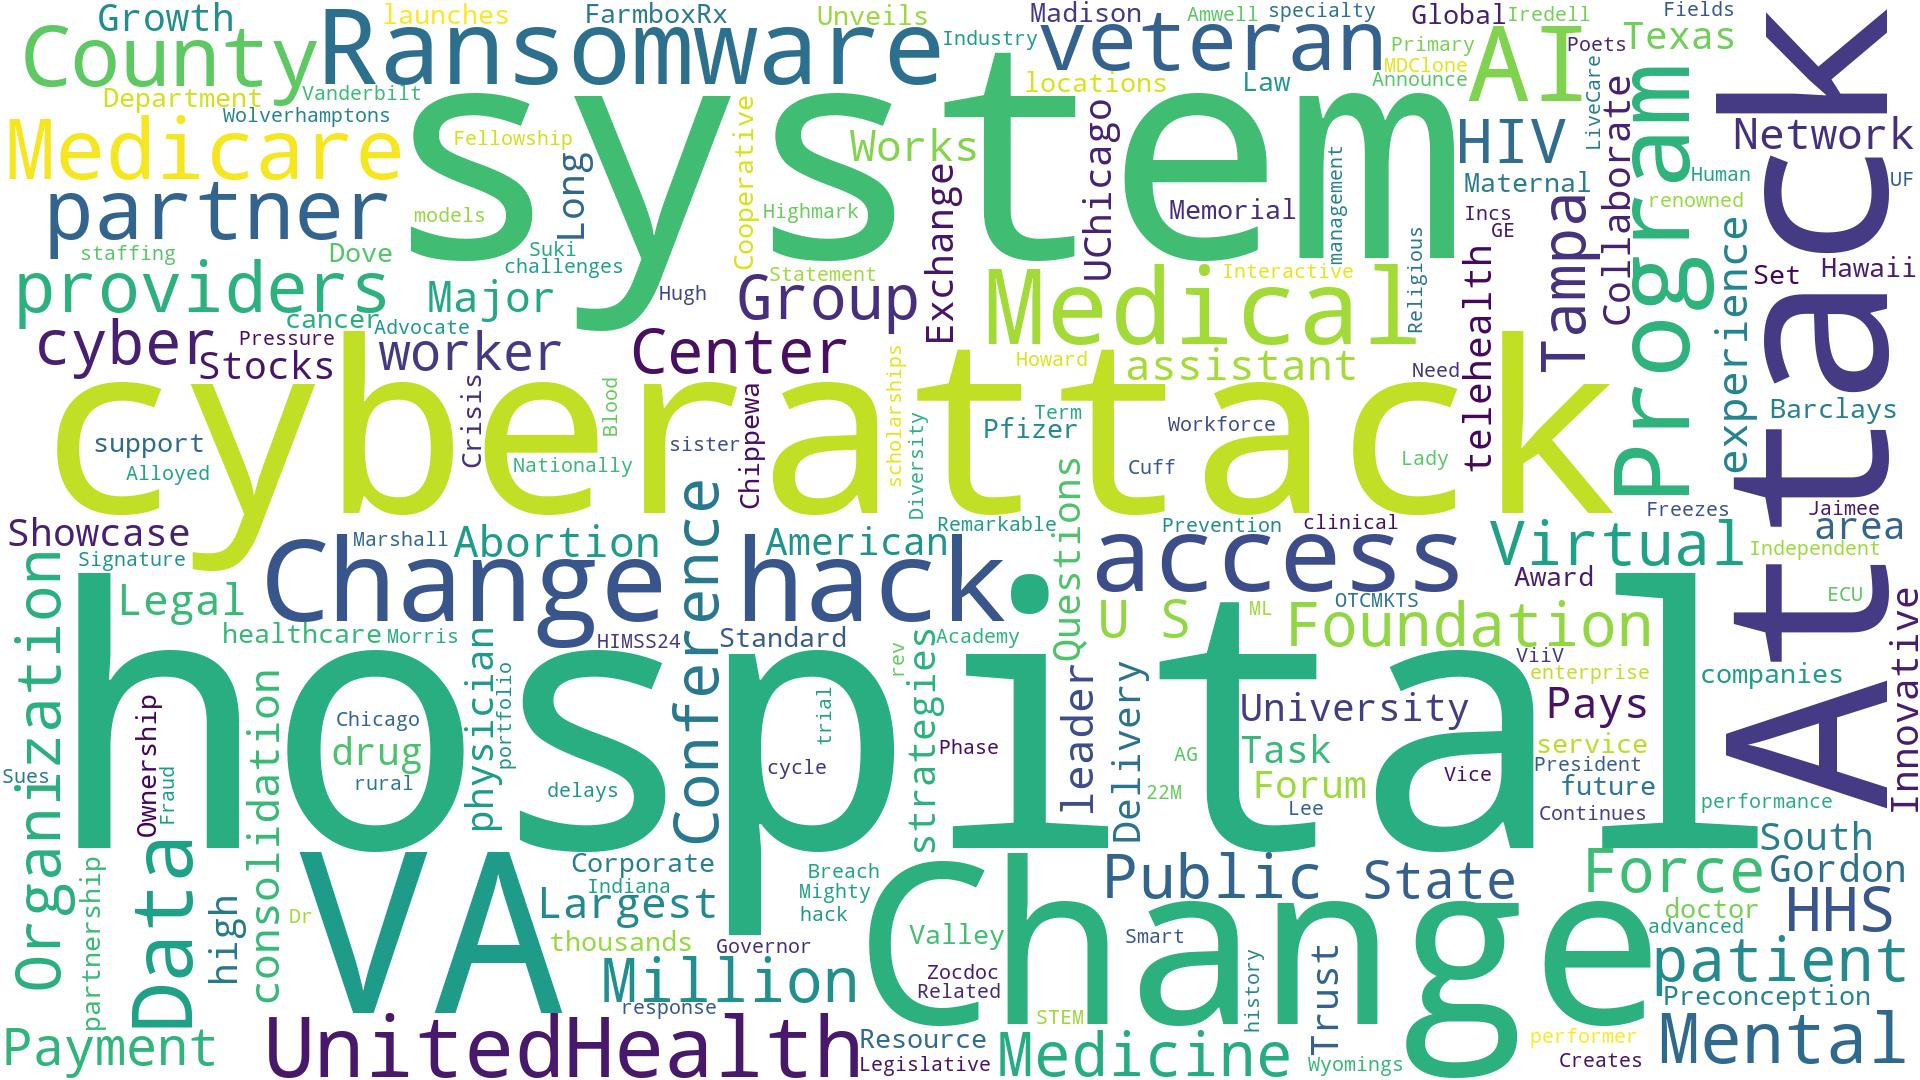 Growth
launches
FarmboxRx
Unveils
Madison
Amwell
specialty
Global
Iredell
Fields
County
Ransomware
Industry
veteran
Primary
AI
Poets
Texas
MDClone
Announce
Department
Vanderbilt
Wolverhamptons
locations
Law
LiveCare
Medicare
system
Fellowship
Long
Cooperative
Works
Exchange
UChicago
HIV
Collaborate
Program
Attack
Network
partner
models
Highmark
Memorial
management
Maternal
Human
UF
renowned
Incs
GE
staffing
Dove
Suki
challenges
Statement
Interactive
Religious
telehealth
Tampa
experience
Set
Hawaii
providers
cancer
Major
Hugh
Group
Medical
cyber
Pressure
Advocate
Stocks
worker
Center
scholarships
Howard
assistant
Need
cyberattack
Crisis
Blood
Chippewa
Diversity
Term
Pfizer
Workforce
Barclays
support
Alloyed
sister
Nationally
Cuff
Lady
Showcase
Signature
Marshall
Abortion
Conference
American
Remarkable
Questions
Prevention
clinical
Freezes
Jaimee
area
Virtual
Independent
Organization
Legal
Change
hack
access
Award
OTCMKTS
ECU
Innovative
healthcare
Morris
HIMSS24
Standard
Academy
U S
ML
Foundation
ViiV
enterprise
companies
hospital
consolidation
physician
portfolio
rev
strategies
leader
Delivery
University
Pays
Ownership
Chicago
drug
rural
trial
cycle
Phase
AG
Task
service
President
Sues
Fraud
delays
22M
Forum
Lee
Vice
future
Continues
performance
South
Data
partnership
high
Dr
VA
Corporate
Indiana
Largest
Breach
Mighty
hack
Change
Public
State
Force
Gordon
HHS
doctor
advanced
thousands
Governor
Valley
Smart
history
Trust
patient
Million
response
Zocdoc
Related
Preconception
Payment
UnitedHealth
Resource
Legislative
STEM
Medicine
Wyomings
performer
Creates
Mental